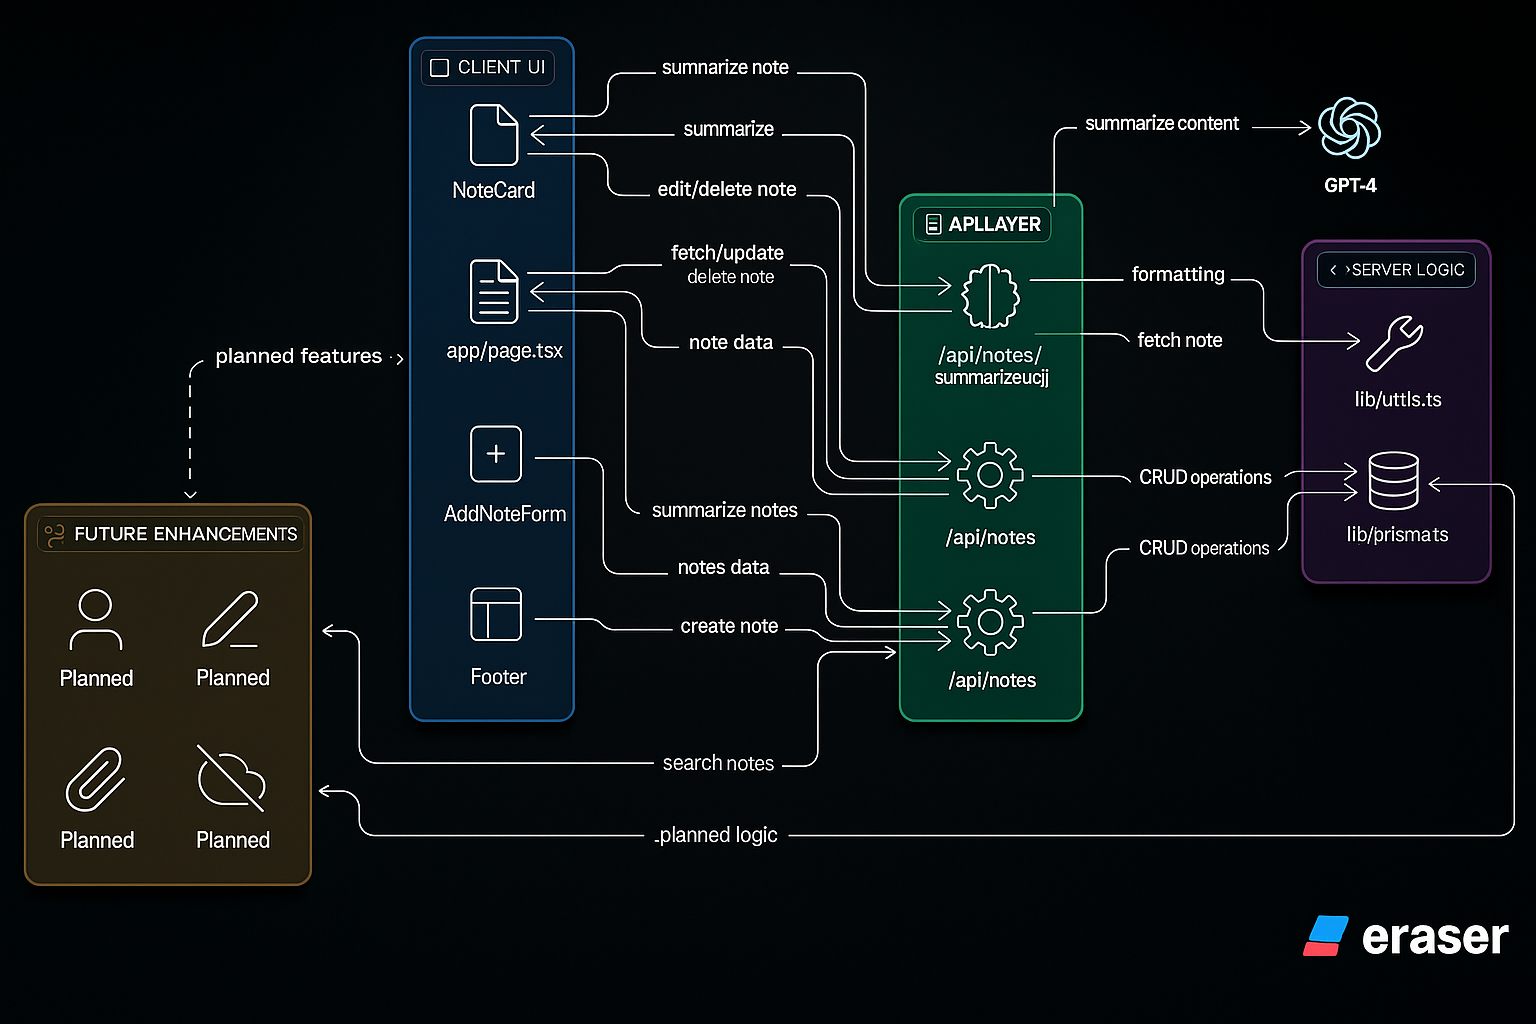 CLIENT UI
NoteCard
app/page.tsx
AddNoteForm
Footer
sumnarize note
summarize
edit/delete note
fetch/update
delete note
note data
summarize notes
notes data
create note
search notes
.planned logic
planned features
FUTURE ENHANCEMENTS
Planned
Planned
Planned
Planned
APLLAYER
/api/notes/
summarizeucjj
/api/notes
/api/notes
summarize content
GPT-4
formatting
fetch note
CRUD operations
CRUD operations
< >SERVER LOGIC
lib/uttls.ts
lib/prismats
eraser